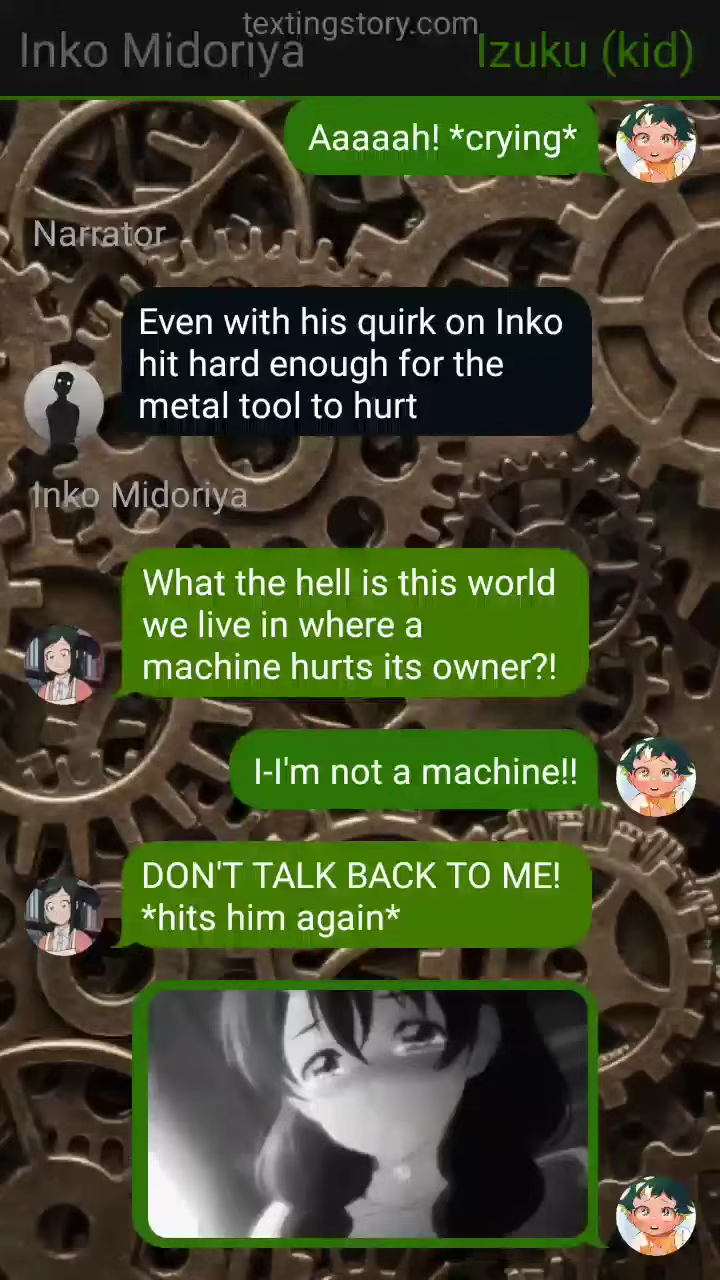 textingstory.com
Inko Midoriya
Izuku (kid)
Aaaaah! *crying*
Narrator
Even with his quirk on Inko
hit hard enough for the
metal tool to hurt
Inko Midoriya
What the hell is this world
we live in where a
machine hurts its owner?!
I-I'm not a machine!!
DON'T TALK BACK TO ME!
*hits him again*